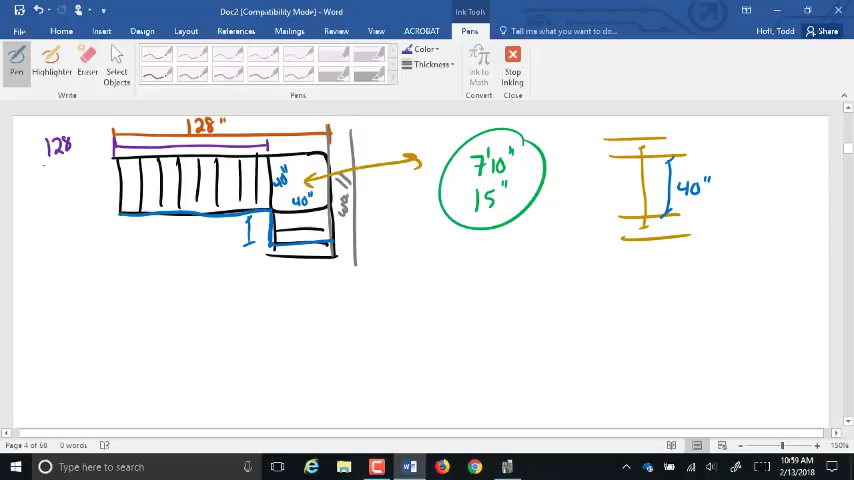 Doc2 [Compatibility Mode] - Word
Ink Tools
File
Home
Insert
Design
Layout
References
Mailings
Review
View
ACROBAT
Pens
Tell me what you want to do...
Hoff, Todd
Share
Pen
Highlighter
Eraser
Select
Objects
Color
Thickness
Ink to
Math
Stop
Inking
Write
Pens
Convert
Close
128"
128
40"
40"
7'10"
15"
40"
Page 4 of 68
0 words
150%
Type here to search
10:59 AM
2/13/2018